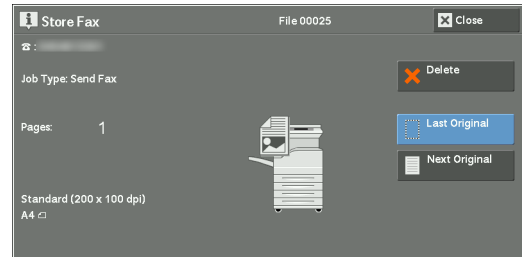 Store Fax
File 00025
Close
:
Delete
Job Type: Send Fax
Last Original
Pages: 1
Next Original
Standard (200 x 100 dpi)
A4